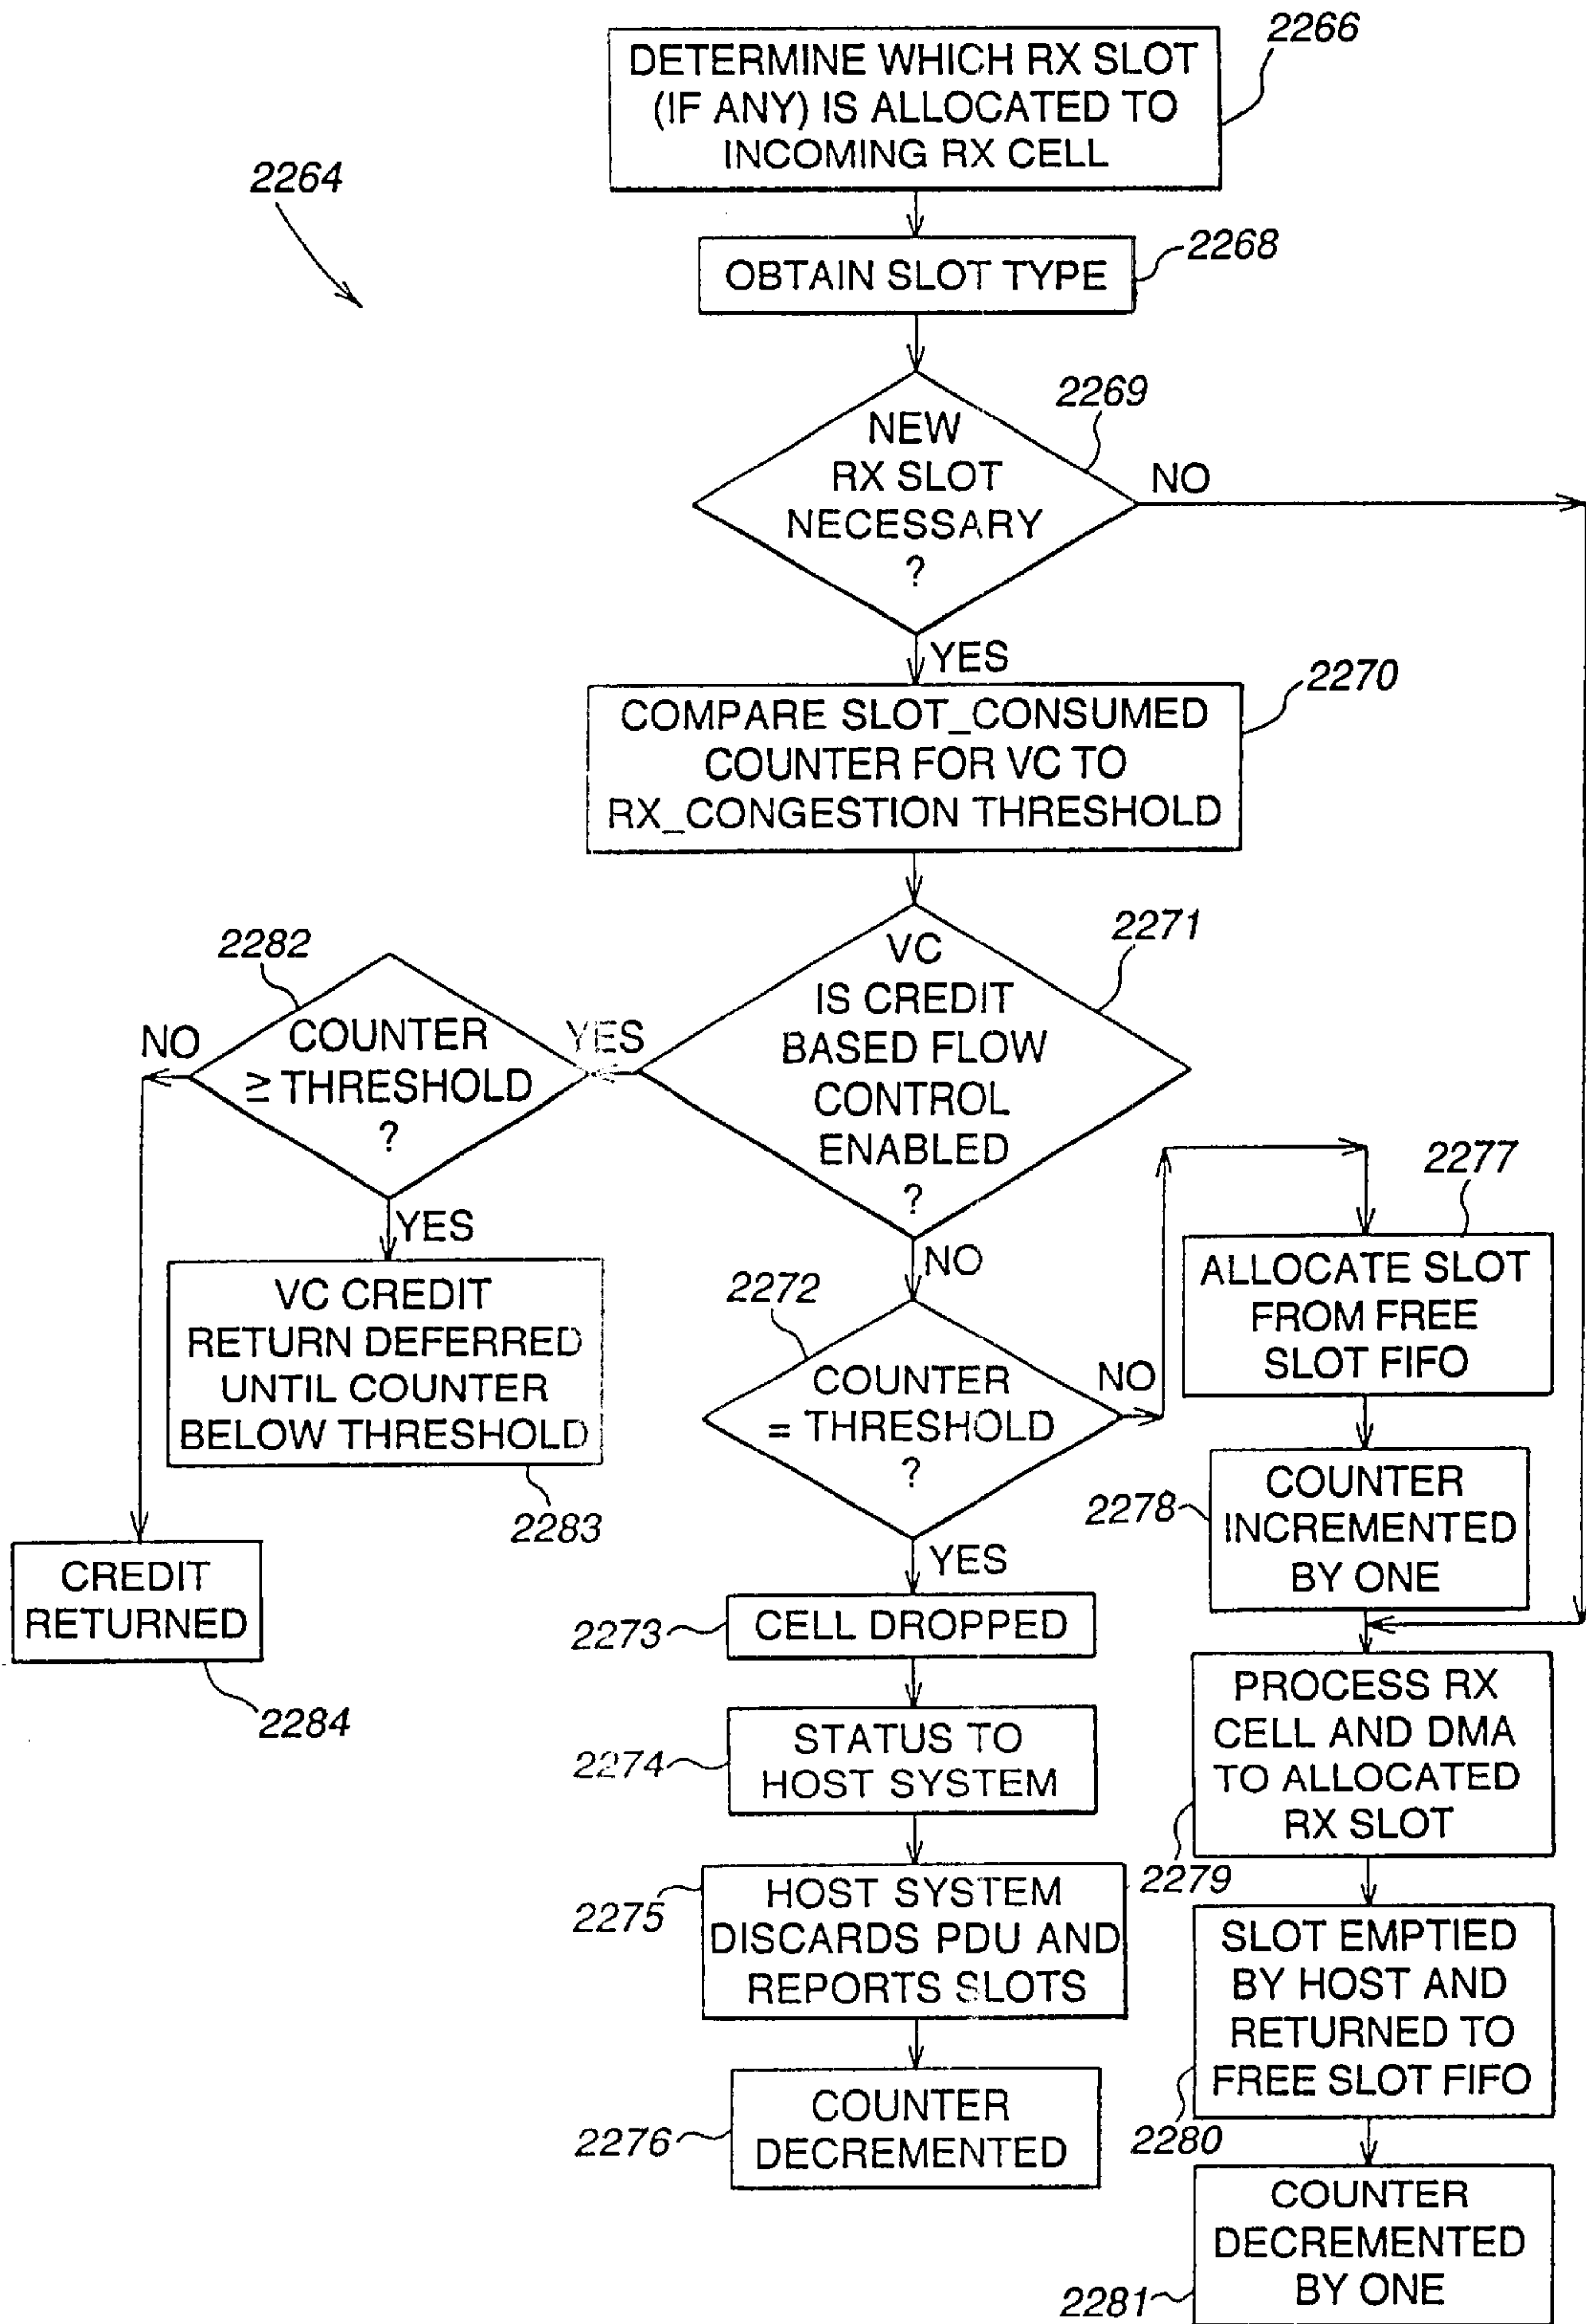 2266
DETERMINE WHICH RX SLOT
(IF ANY) IS ALLOCATED TO
INCOMING RX CELL
2264
2268
OBTAIN SLOT TYPE
2269
NEW
RX SLOT
NECESSARY
?
NO
YES
2270
COMPARE SLOT_CONSUMED
COUNTER FOR VC TO
RX_CONGESTION THRESHOLD
2271
VC
IS CREDIT
BASED FLOW
CONTROL
ENABLED
?
YES
NO
2282
COUNTER
≥ THRESHOLD
?
NO
YES
VC CREDIT
RETURN DEFERRED
UNTIL COUNTER
BELOW THRESHOLD
2283
CREDIT
RETURNED
2284
2272
COUNTER
= THRESHOLD
?
NO
YES
2273
CELL DROPPED
2274
STATUS TO
HOST SYSTEM
2275
HOST SYSTEM
DISCARDS PDU AND
REPORTS SLOTS
2276
COUNTER
DECREMENTED
2277
ALLOCATE SLOT
FROM FREE
SLOT FIFO
2278
COUNTER
INCREMENTED
BY ONE
PROCESS RX
CELL AND DMA
TO ALLOCATED
RX SLOT
2279
SLOT EMPTIED
BY HOST AND
RETURNED TO
FREE SLOT FIFO
2280
COUNTER
DECREMENTED
BY ONE
2281